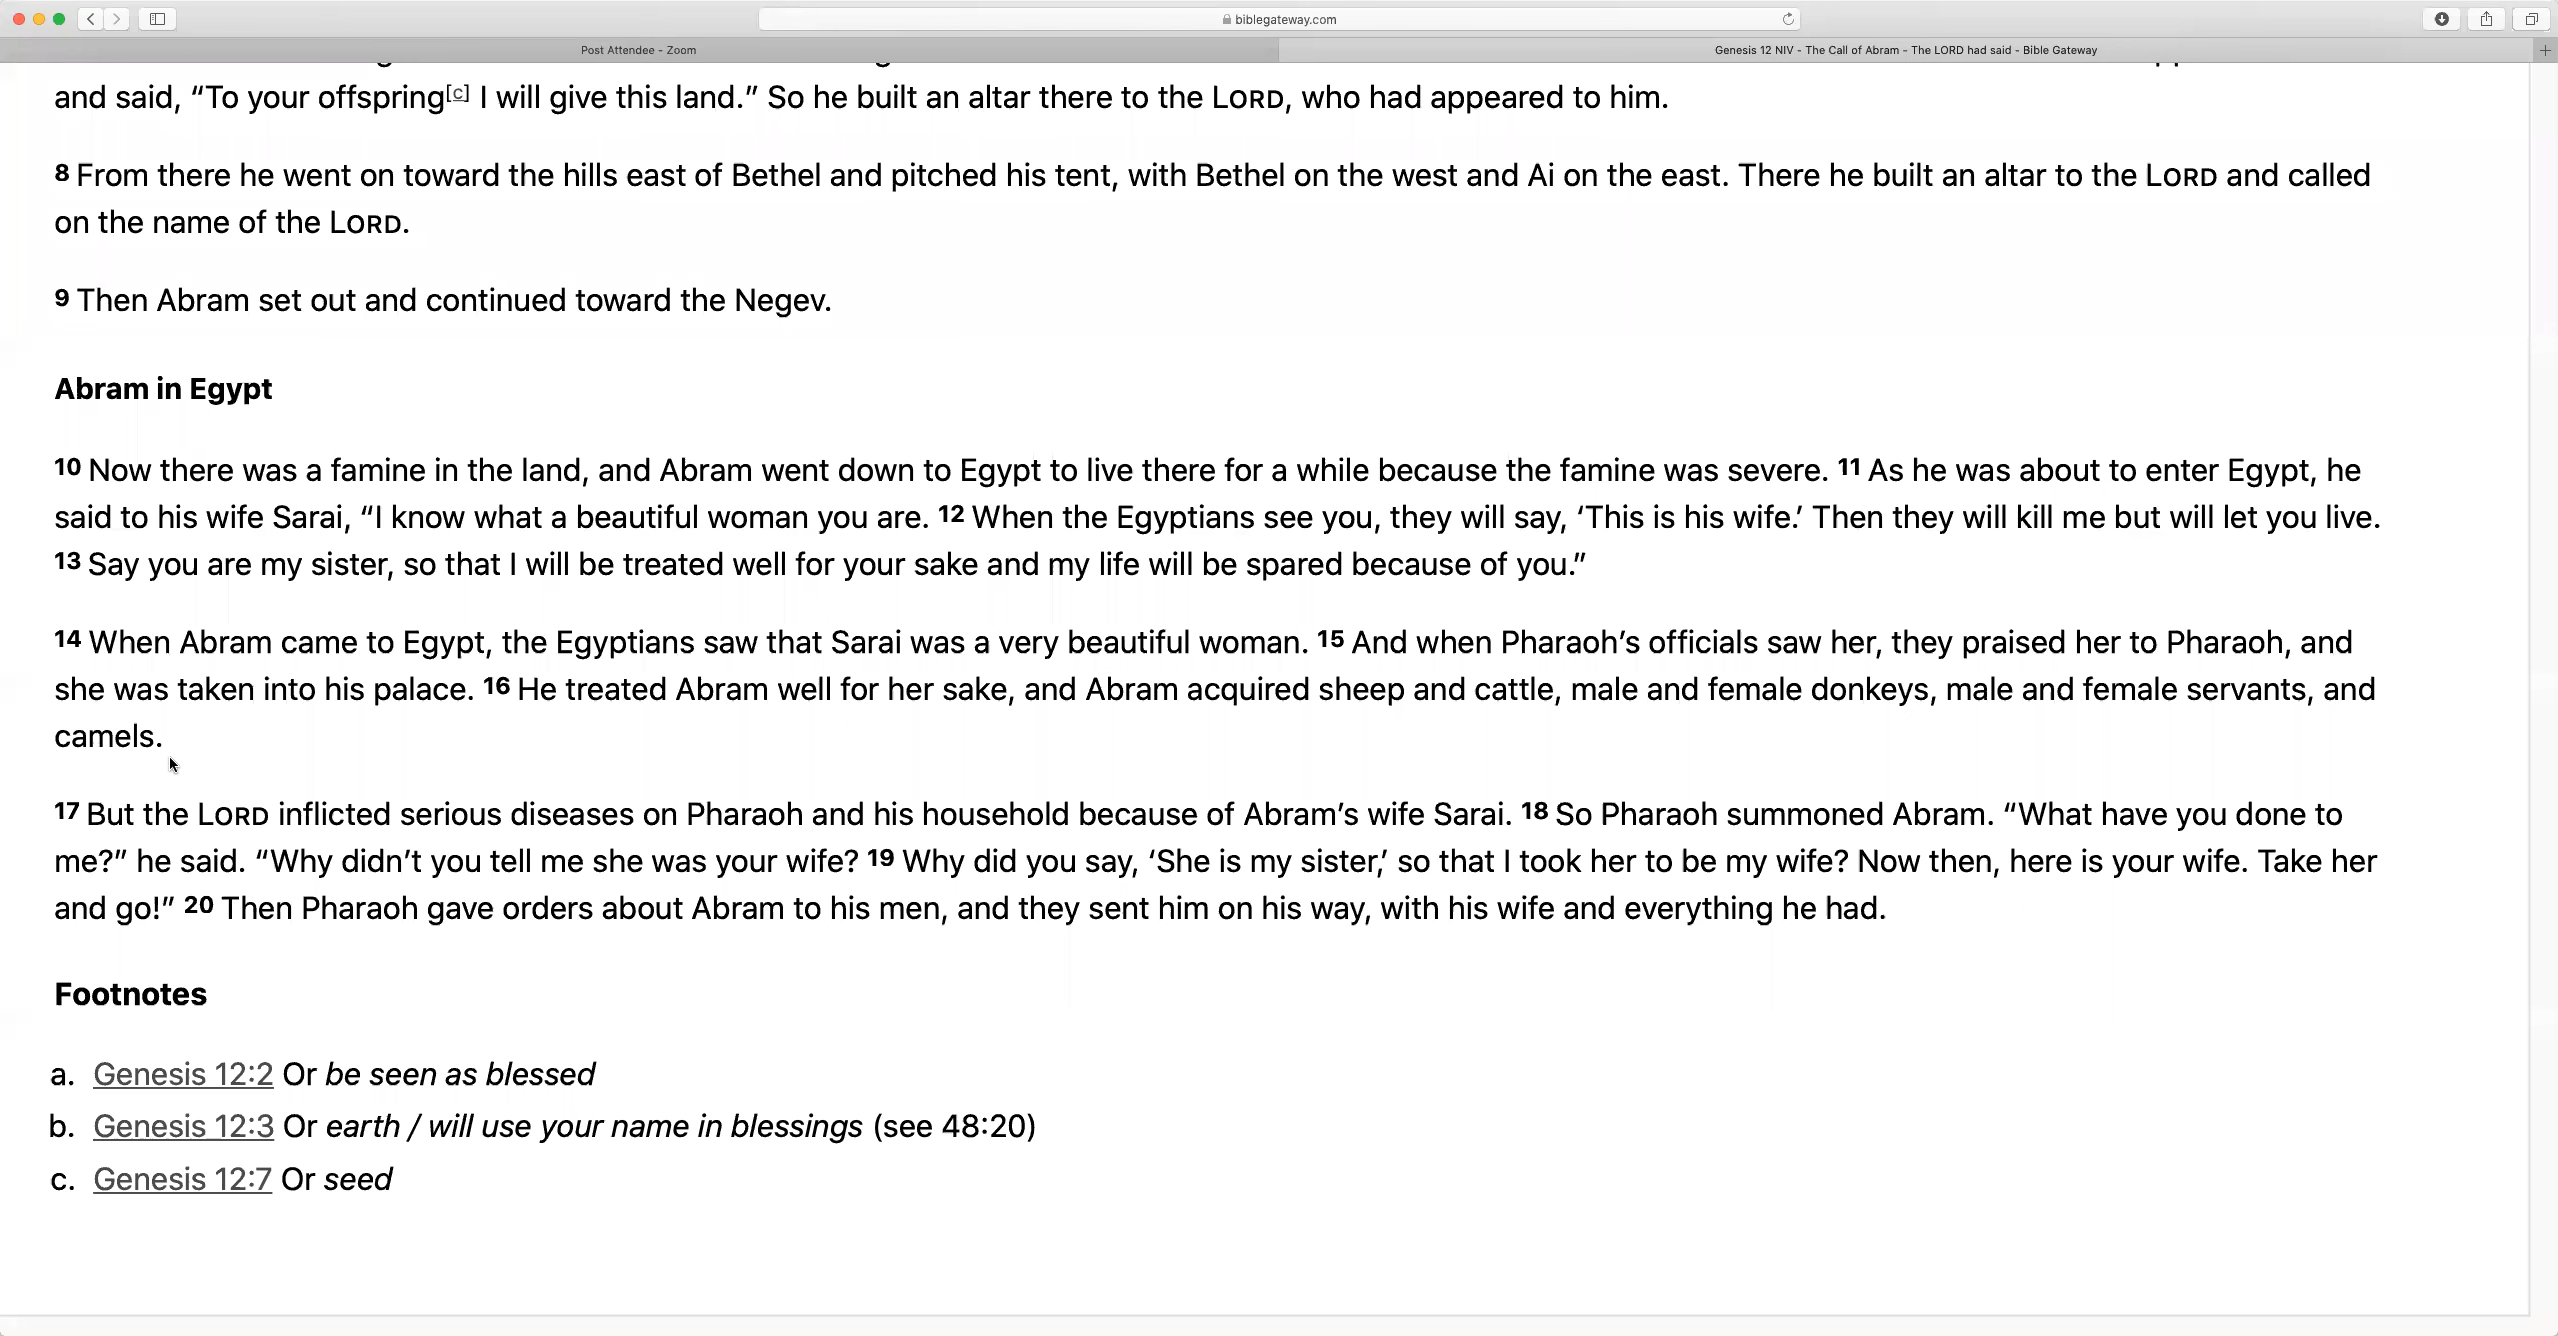 biblegateway.com
Post Attendee - Zoom
Genesis 12 NIV - The Call of Abram - The LORD had said - Bible Gateway
and said, “To your offspring[c] I will give this land.” So he built an altar there to the LORD, who had appeared to him.
8 From there he went on toward the hills east of Bethel and pitched his tent, with Bethel on the west and Ai on the east. There he built an altar to the LORD and called
on the name of the LORD.
9 Then Abram set out and continued toward the Negev.
Abram in Egypt
10 Now there was a famine in the land, and Abram went down to Egypt to live there for a while because the famine was severe. 11 As he was about to enter Egypt, he
said to his wife Sarai, “I know what a beautiful woman you are. 12 When the Egyptians see you, they will say, ‘This is his wife.’ Then they will kill me but will let you live.
13 Say you are my sister, so that I will be treated well for your sake and my life will be spared because of you.”
14 When Abram came to Egypt, the Egyptians saw that Sarai was a very beautiful woman. 15 And when Pharaoh’s officials saw her, they praised her to Pharaoh, and
she was taken into his palace. 16 He treated Abram well for her sake, and Abram acquired sheep and cattle, male and female donkeys, male and female servants, and
camels.
17 But the LORD inflicted serious diseases on Pharaoh and his household because of Abram’s wife Sarai. 18 So Pharaoh summoned Abram. “What have you done to
me?” he said. “Why didn’t you tell me she was your wife? 19 Why did you say, ‘She is my sister,’ so that I took her to be my wife? Now then, here is your wife. Take her
and go!” 20 Then Pharaoh gave orders about Abram to his men, and they sent him on his way, with his wife and everything he had.
Footnotes
a. Genesis 12:2 Or be seen as blessed
b. Genesis 12:3 Or earth / will use your name in blessings (see 48:20)
c. Genesis 12:7 Or seed